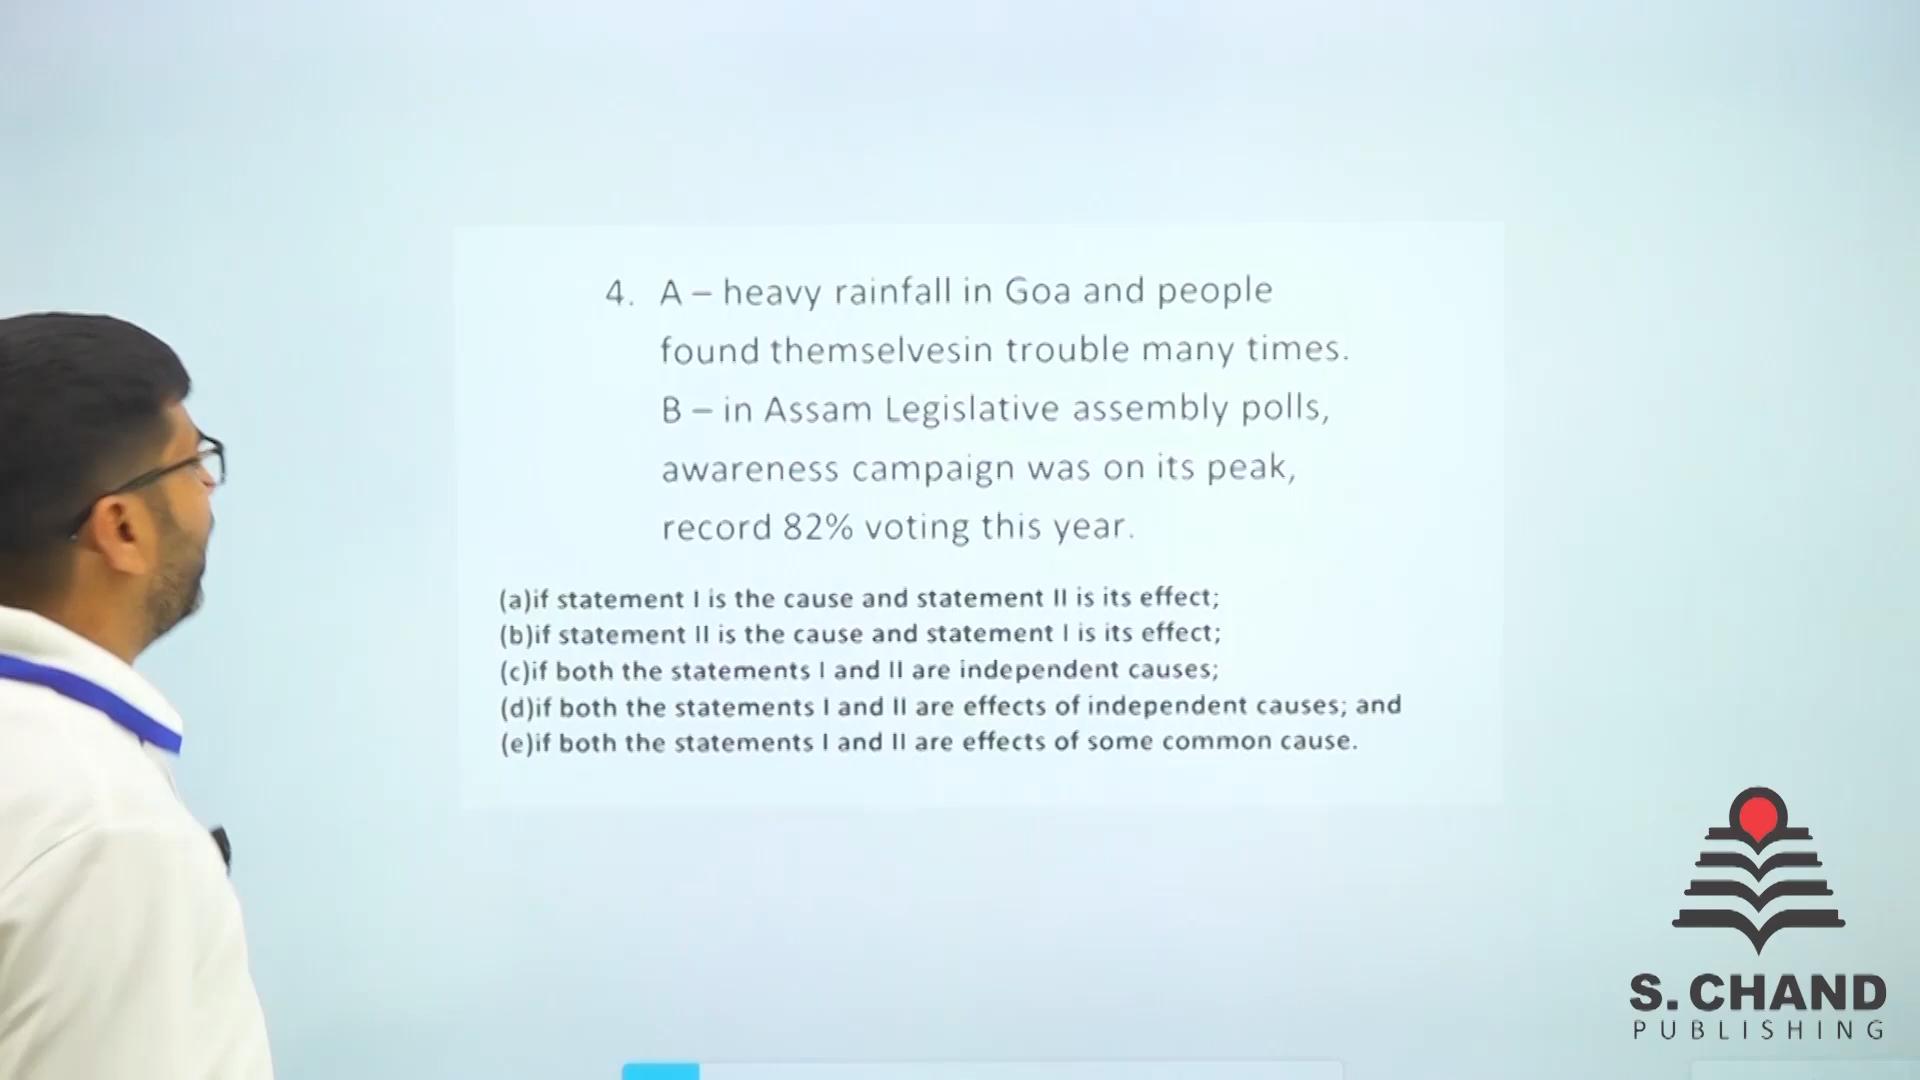 4. A – heavy rainfall in Goa and people
found themselvesin trouble many times.
B – in Assam Legislative assembly polls,
awareness campaign was on its peak,
record 82% voting this year.
(a)if statement I is the cause and statement II is its effect;
(b)if statement II is the cause and statement I is its effect;
(c)if both the statements I and II are independent causes;
(d)if both the statements I and II are effects of independent causes; and
(e)if both the statements I and II are effects of some common cause.
S. CHAND
PUBLISHING